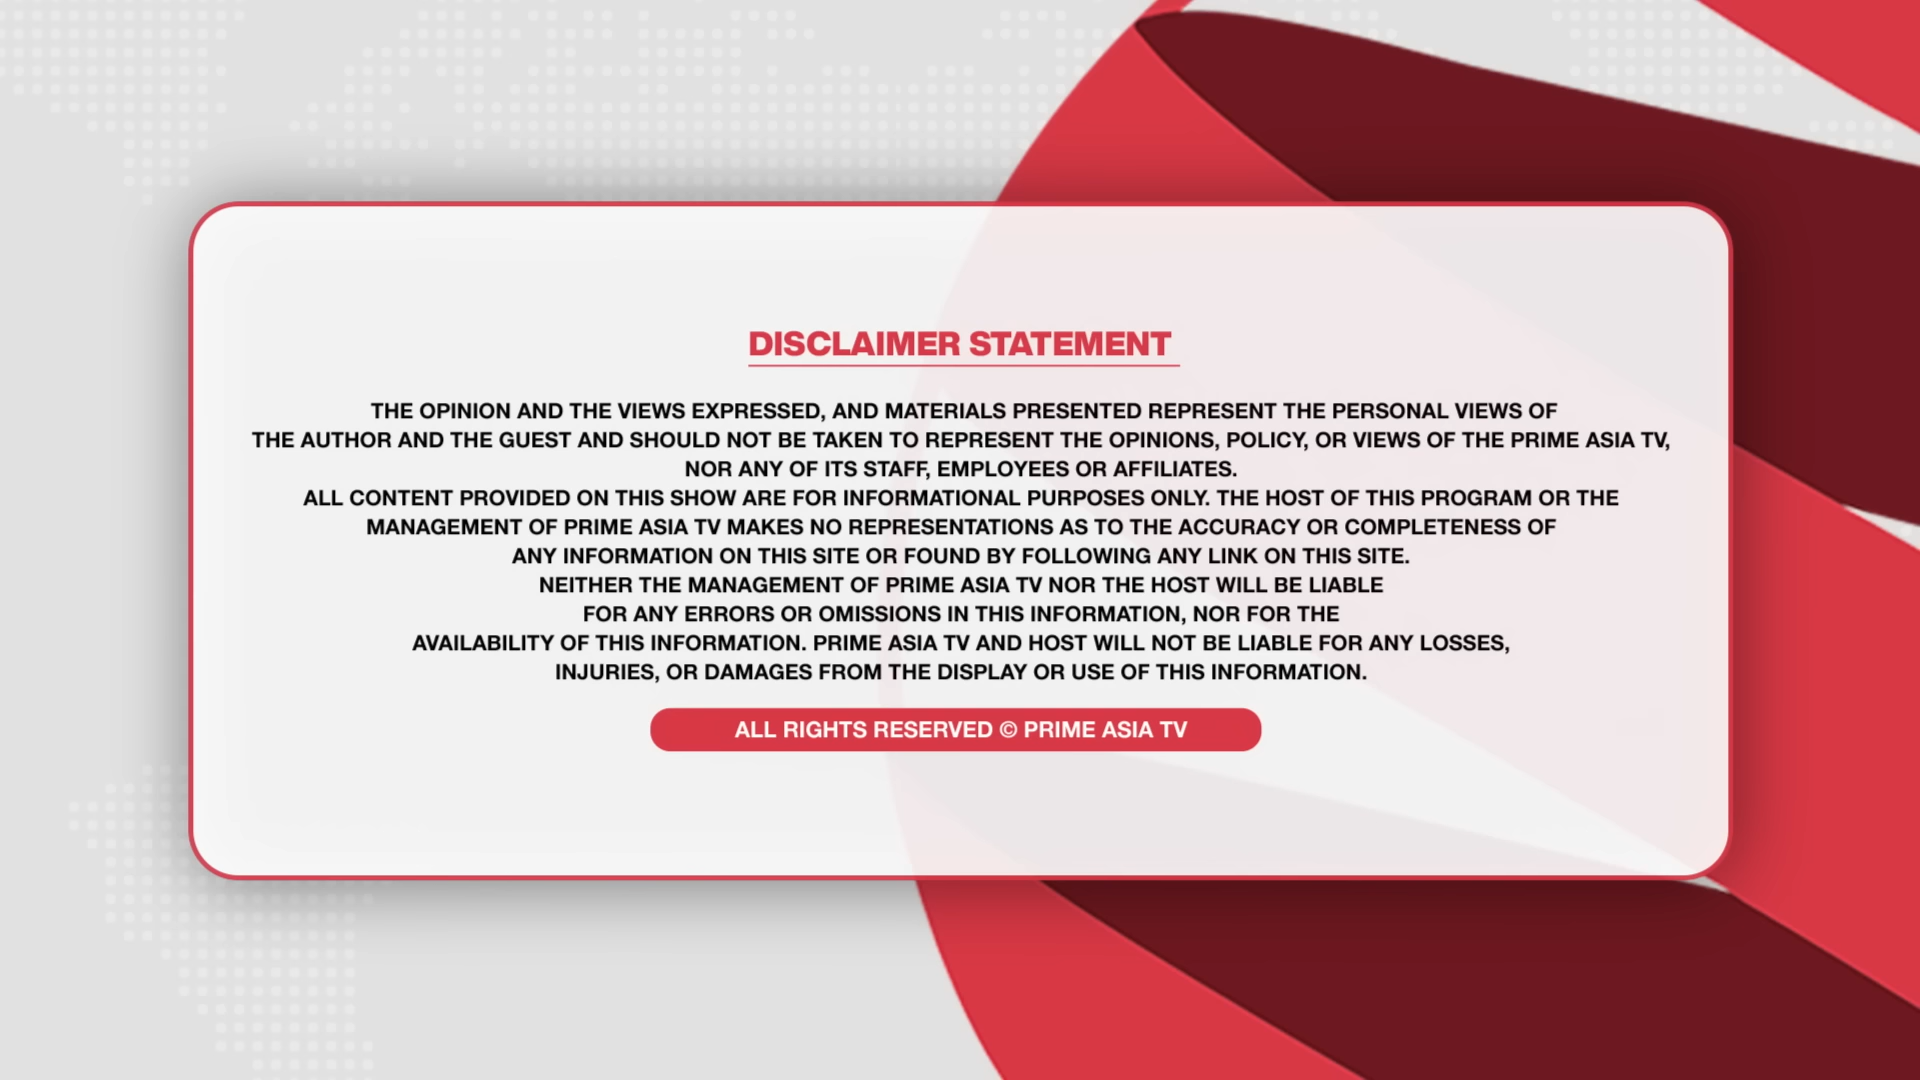 DISCLAIMER STATEMENT
THE OPINION AND THE VIEWS EXPRESSED, AND MATERIALS PRESENTED REPRESENT THE PERSONAL VIEWS OF
THE AUTHOR AND THE GUEST AND SHOULD NOT BE TAKEN TO REPRESENT THE OPINIONS, POLICY, OR VIEWS OF THE PRIME ASIA TV,
NOR ANY OF ITS STAFF, EMPLOYEES OR AFFILIATES.
ALL CONTENT PROVIDED ON THIS SHOW ARE FOR INFORMATIONAL PURPOSES ONLY. THE HOST OF THIS PROGRAM OR THE
MANAGEMENT OF PRIME ASIA TV MAKES NO REPRESENTATIONS AS TO THE ACCURACY OR COMPLETENESS OF
ANY INFORMATION ON THIS SITE OR FOUND BY FOLLOWING ANY LINK ON THIS SITE.
NEITHER THE MANAGEMENT OF PRIME ASIA TV NOR THE HOST WILL BE LIABLE
FOR ANY ERRORS OR OMISSIONS IN THIS INFORMATION, NOR FOR THE
AVAILABILITY OF THIS INFORMATION. PRIME ASIA TV AND HOST WILL NOT BE LIABLE FOR ANY LOSSES,
INJURIES, OR DAMAGES FROM THE DISPLAY OR USE OF THIS INFORMATION.
ALL RIGHTS RESERVED © PRIME ASIA TV